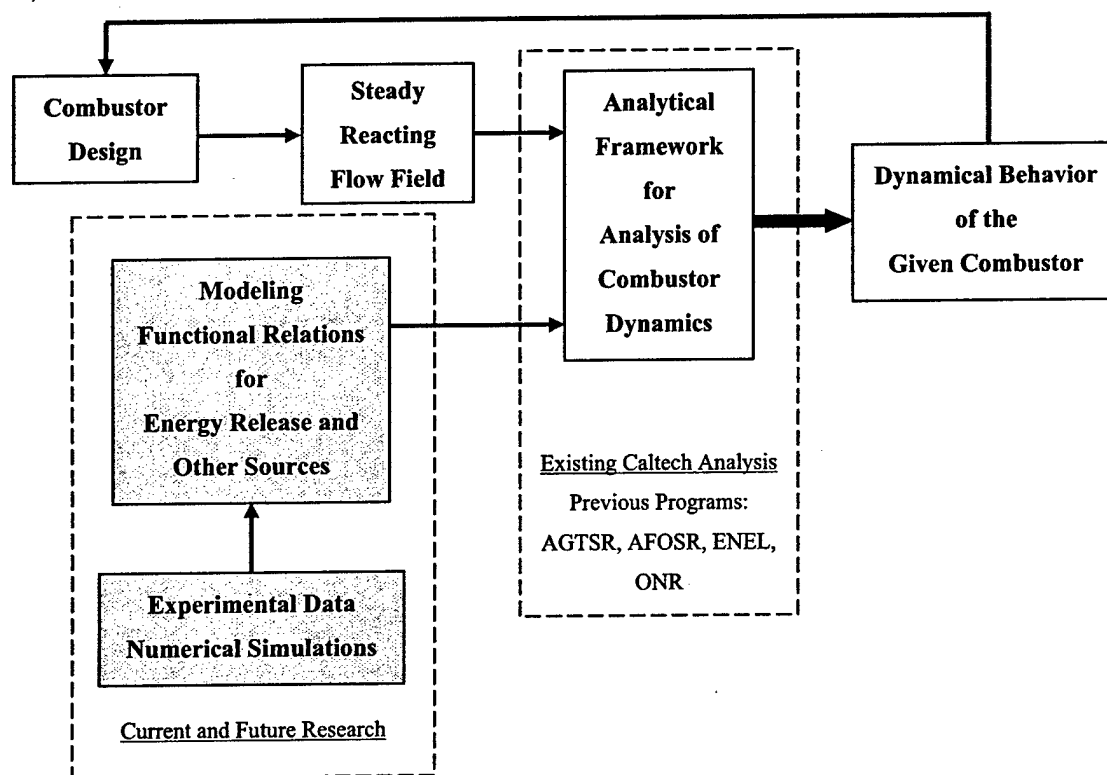 Combustor
Design
Steady
Reacting
Flow Field
Analytical
Framework
for
Analysis of
Combustor
Dynamics
Dynamical Behavior
of the
Given Combustor
Modeling
Functional Relations
for
Energy Release and
Other Sources
Existing Caltech Analysis
Previous Programs:
AGTSR, AFOSR, ENEL,
ONR
Experimental Data
Numerical Simulations
Current and Future Research